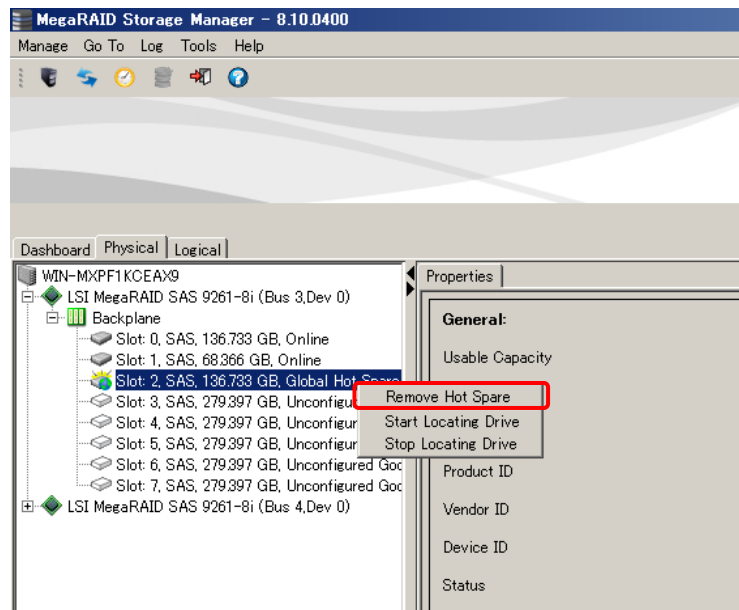 MegaRAID Storage Manager - 8.10.0400
Manage Go To Log Tools Help
Dashboard Physical Logical
WIN-MXPF1KCEAX9
LSI MegaRAID SAS 9261-8i (Bus 3,Dev 0)
Backplane
Slot: 0, SAS, 136.733 GB, Online
Slot: 1, SAS, 68.366 GB, Online
Slot: 2, SAS, 136.733 GB, Global Hot Spare
Slot: 3, SAS, 279.397 GB, Unconfigu
Slot: 4, SAS, 279.397 GB, Unconfigur
Slot: 5, SAS, 279.397 GB, Unconfigur
Slot: 6, SAS, 279.397 GB, Unconfigured Goo
Slot: 7, SAS, 279.397 GB, Unconfigured Goo
LSI MegaRAID SAS 9261-8i (Bus 4,Dev 0)
Remove Hot Spare
Start Locating Drive
Stop Locating Drive
Properties
General:
Usable Capacity
Product ID
Vendor ID
Device ID
Status